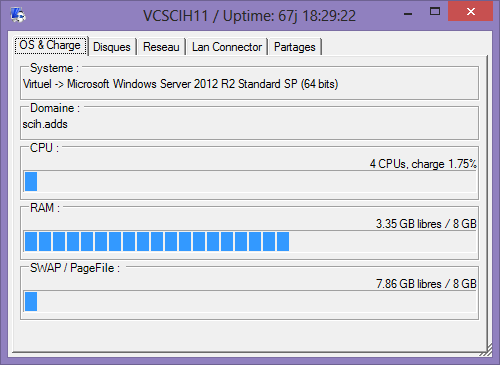 VCSCIH11 / Uptime: 67j 18:29:22
OS & Charge Disques Reseau Lan Connector Partages
Systeme :
Virtuel -> Microsoft Windows Server 2012 R2 Standard SP (64 bits)
Domaine :
scih.adds
CPU :
4 CPUs, charge 1.75%
RAM :
3.35 GB libres / 8 GB
SWAP / PageFile :
7.86 GB libres / 8 GB